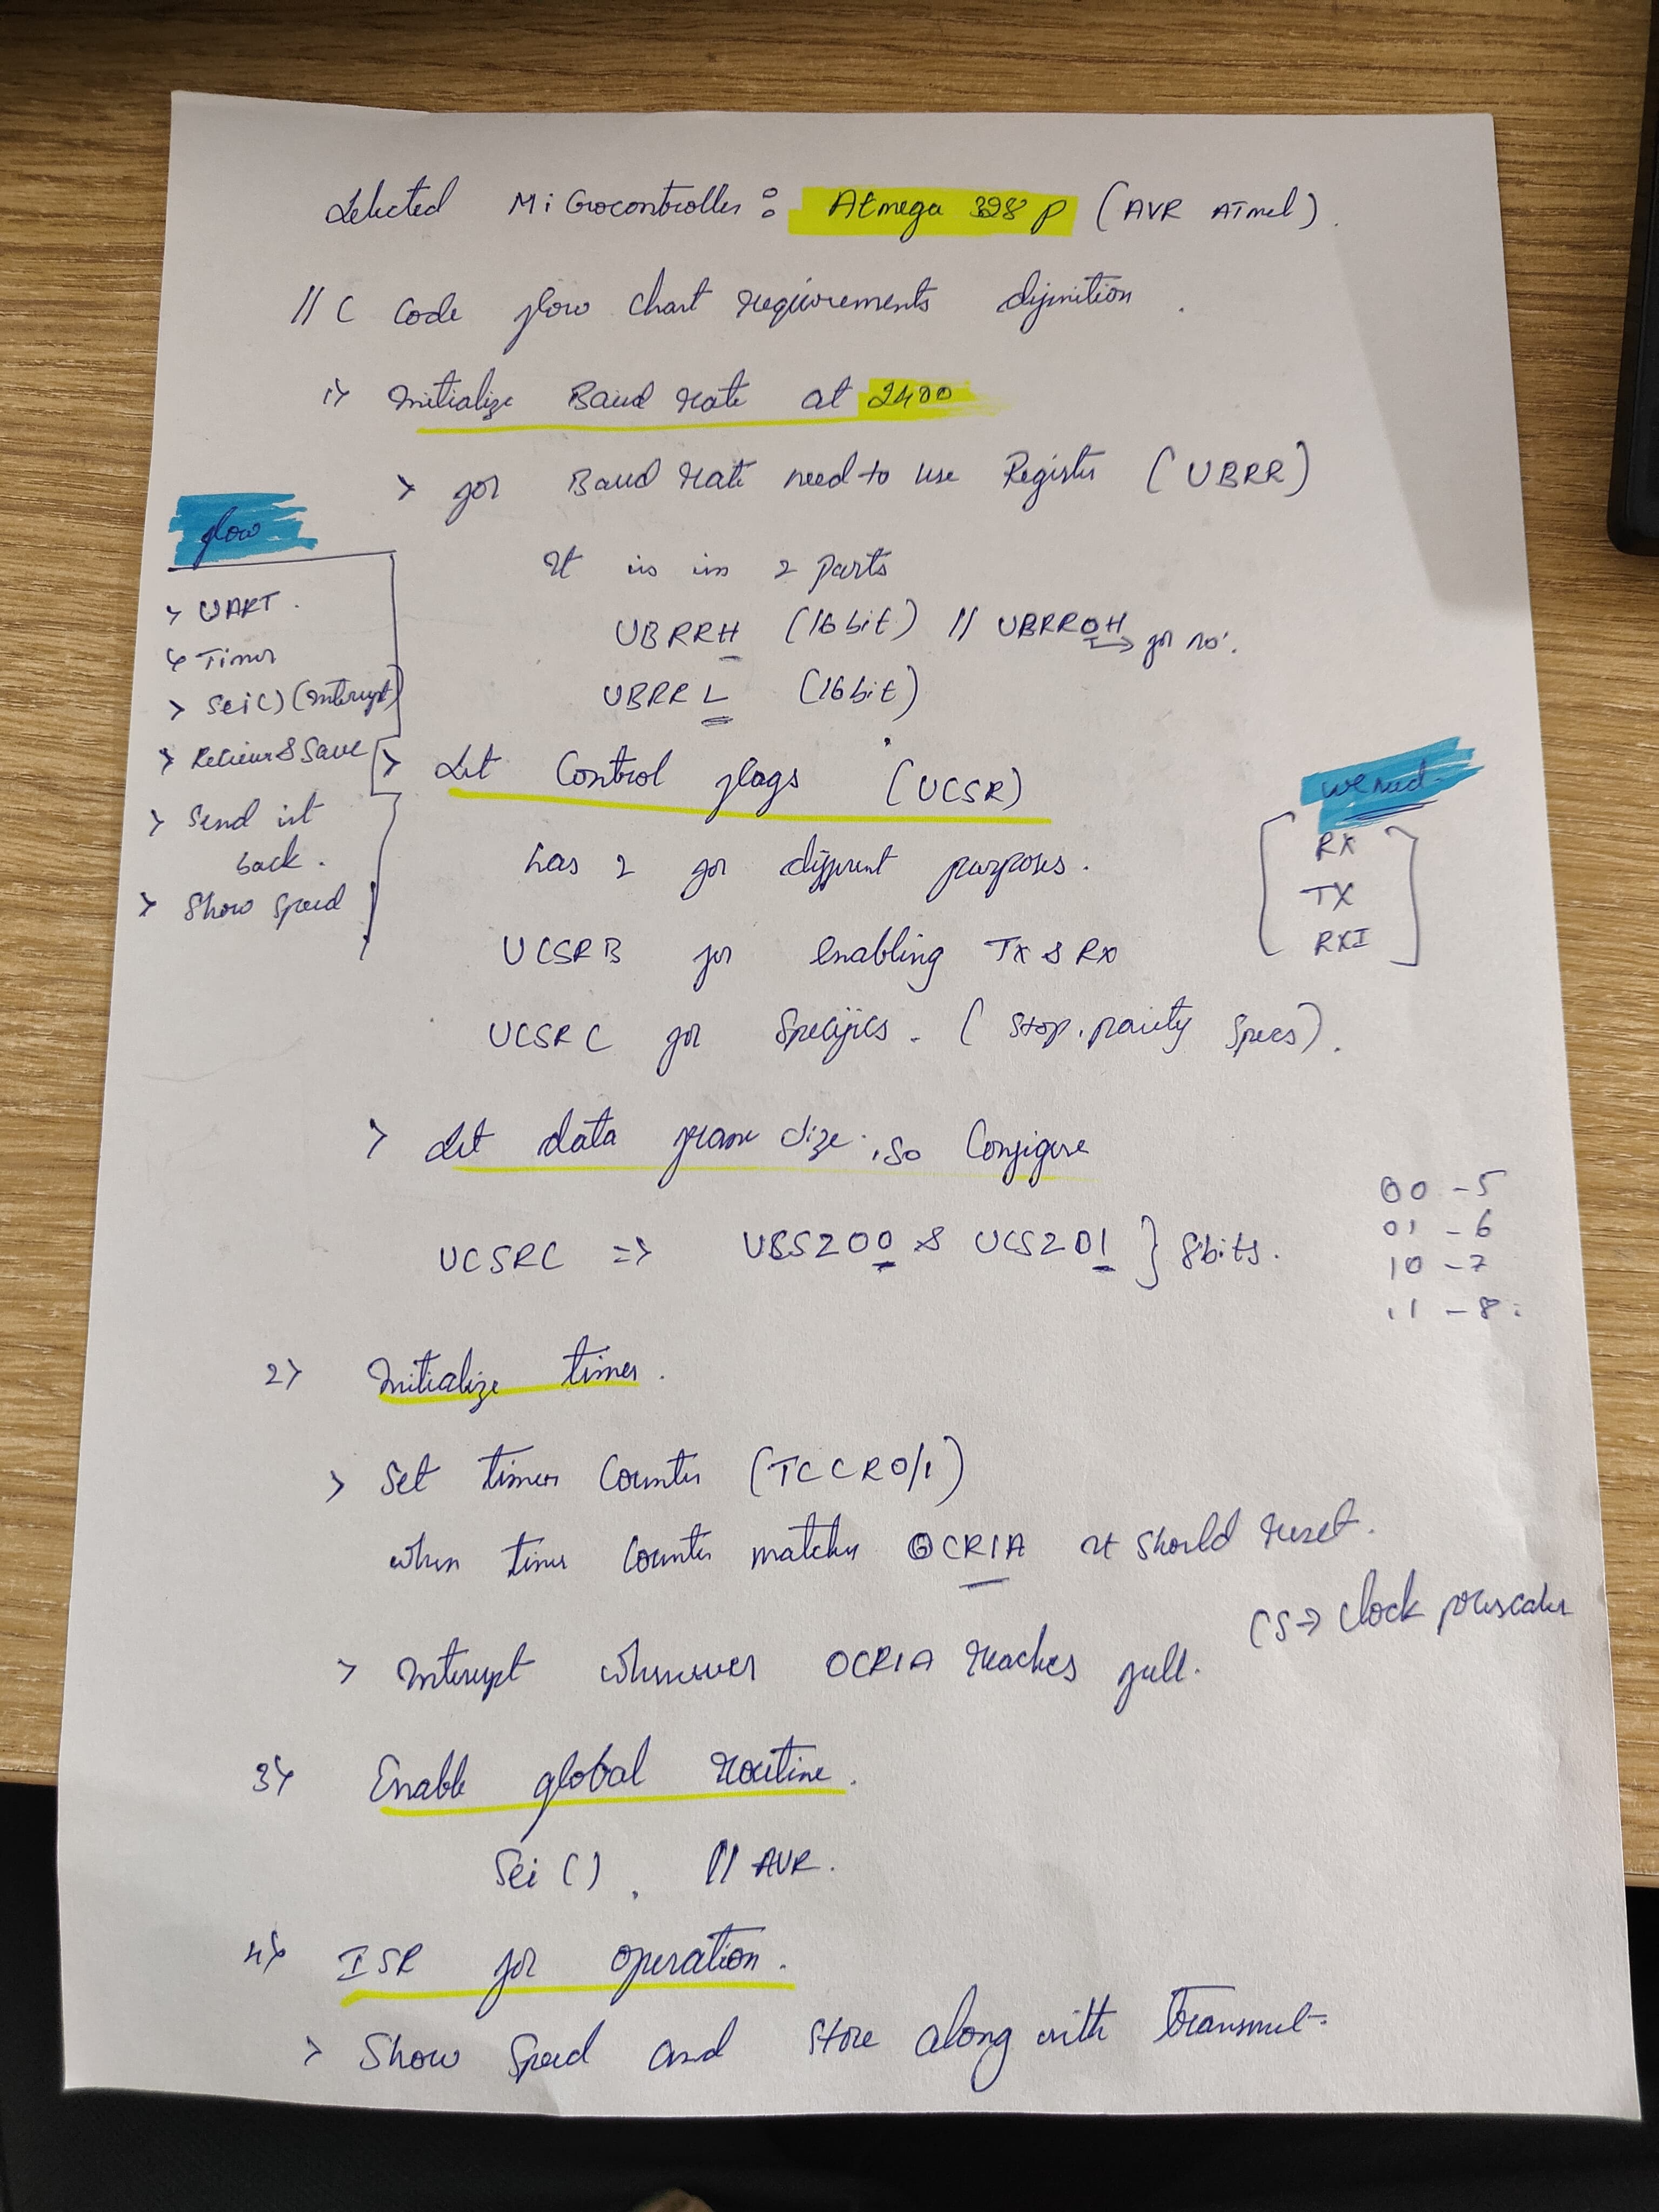 Selected MiCrocontroller : Atmega 328 p (AVR ATmel).
// C Code flow chart requirements definition.
1> Initialize Baud rate at 2400
> for Baud rate need to use Register (UBRR)
It is in 2 parts
UBRRH (16 bit) // UBRR0H → for no'.
UBRRL (16 bit)
flow
> UART.
> Timer
> Sei() (Interrupt)
> Recieve & Save
> Send it
back.
> Show Speed
> Set Control flags (UCSR)
has 2 for different purposes.
UCSRB for enabling TX & RX
UCSRC for Specifics. (Stop, parity Specs).
we need
RX
TX
RXI
> Set data frame Size, so Configure
UCSRC => UBSZ00 & UCSZ01 } 8bits.
00 - 5
01 - 6
10 - 7
11 - 8.
2> Initialize timer.
> Set timer Counter (TCCR0/1)
when timer Counter matches OCR1A it should reset.
CS → Clock prescaler
> Interrupt whenever OCR1A reaches full.
3> Enable global routine.
Sei(), // AVR.
4> ISR for operation.
> Show Speed and Store along with transmit.